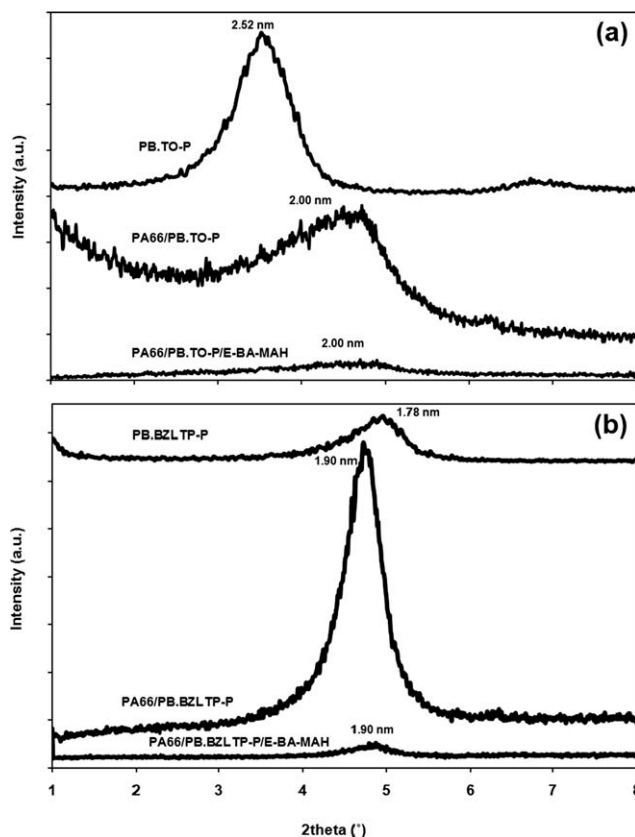 2.52 nm
(a)
PB.TO-P
2.00 nm
PA66/PB.TO-P
2.00 nm
PA66/PB.TO-P/E-BA-MAH
Intensity (a.u.)
1.78 nm
(b)
PB.BZLTP-P
1.90 nm
PA66/PB.BZLTP-P
1.90 nm
PA66/PB.BZLTP-P/E-BA-MAH
Intensity (a.u.)
1 2 3 4 5 6 7 8
2theta (°)